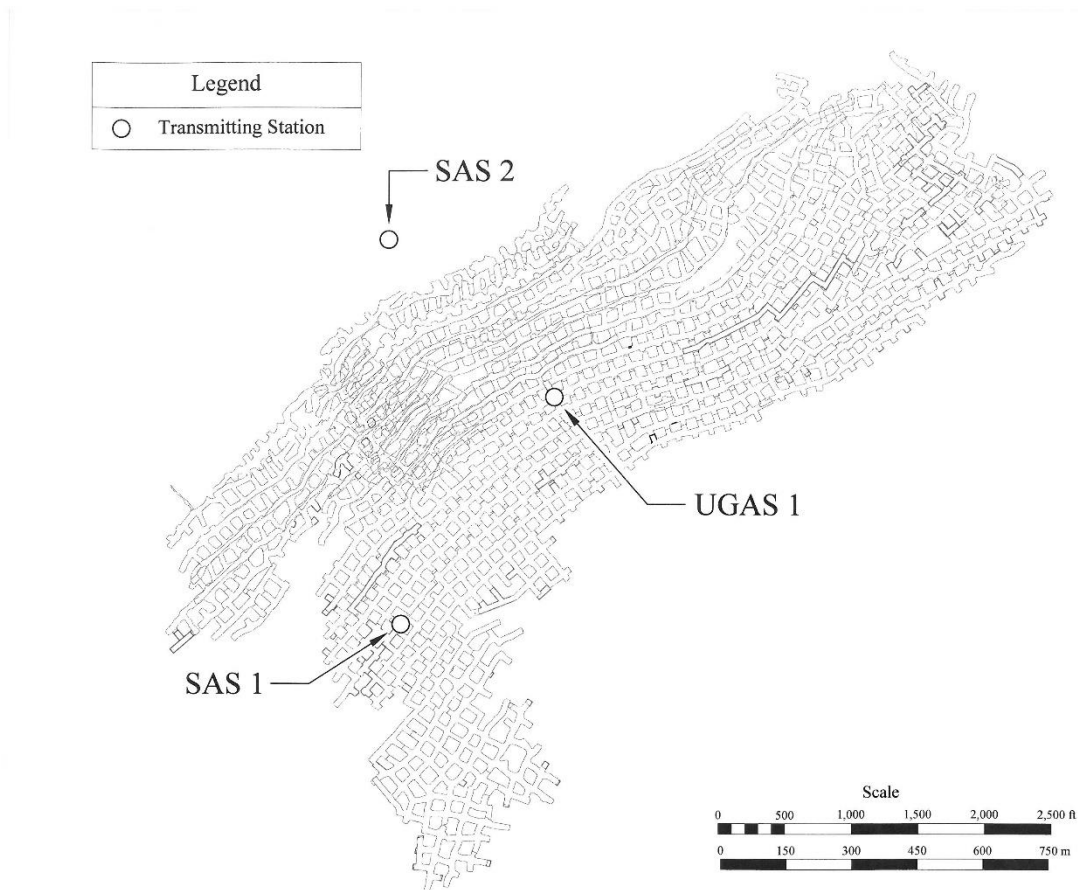 Legend
Transmitting Station
SAS 2
UGAS 1
SAS 1
Scale
0 500 1,000 1,500 2,000 2,500 ft
0 150 300 450 600 750 m